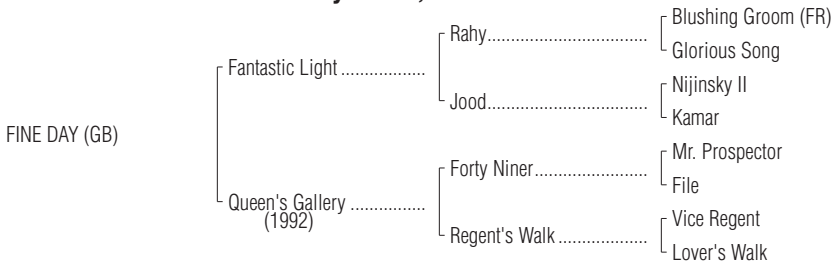 Blushing Groom (FR)
Rahy
Glorious Song
Fantastic Light
Nijinsky II
Jood
Kamar
FINE DAY (GB)
Mr. Prospector
Forty Niner
File
Queen's Gallery
(1992)
Vice Regent
Regent's Walk
Lover's Walk